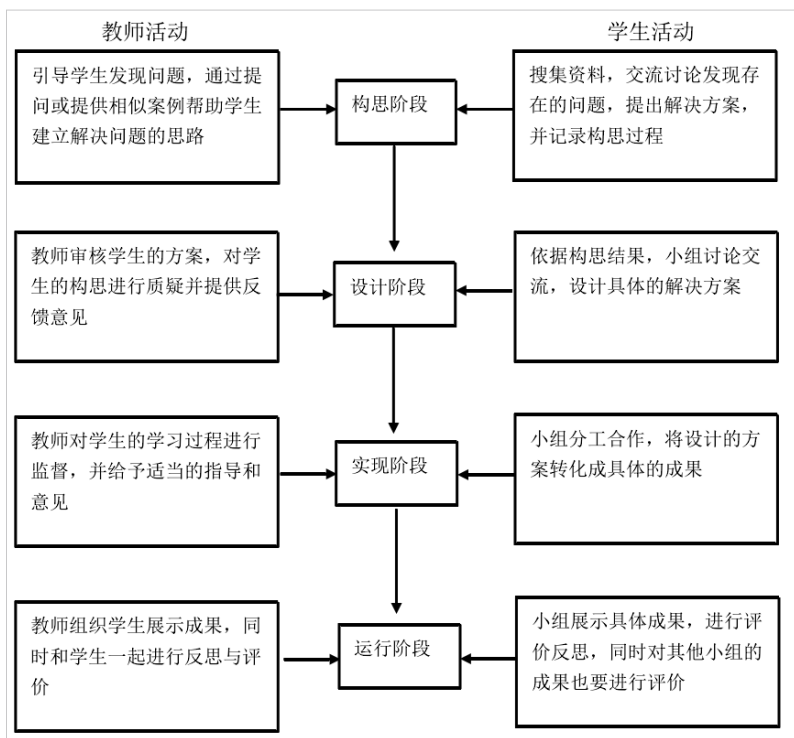 教师活动
学生活动
引导学生发现问题，通过提
问或提供相似案例帮助学生
建立解决问题的思路
构思阶段
搜集资料，交流讨论发现存
在的问题，提出解决方案，
并记录构思过程
教师审核学生的方案，对学
生的构思进行质疑并提供反
馈意见
设计阶段
依据构思结果，小组讨论交
流，设计具体的解决方案
教师对学生的学习过程进行
监督，并给予适当的指导和
意见
实现阶段
小组分工合作，将设计的方
案转化成具体的成果
教师组织学生展示成果，同
时和学生一起进行反思与评
价
运行阶段
小组展示具体成果，进行评
价反思，同时对其他小组的
成果也要进行评价